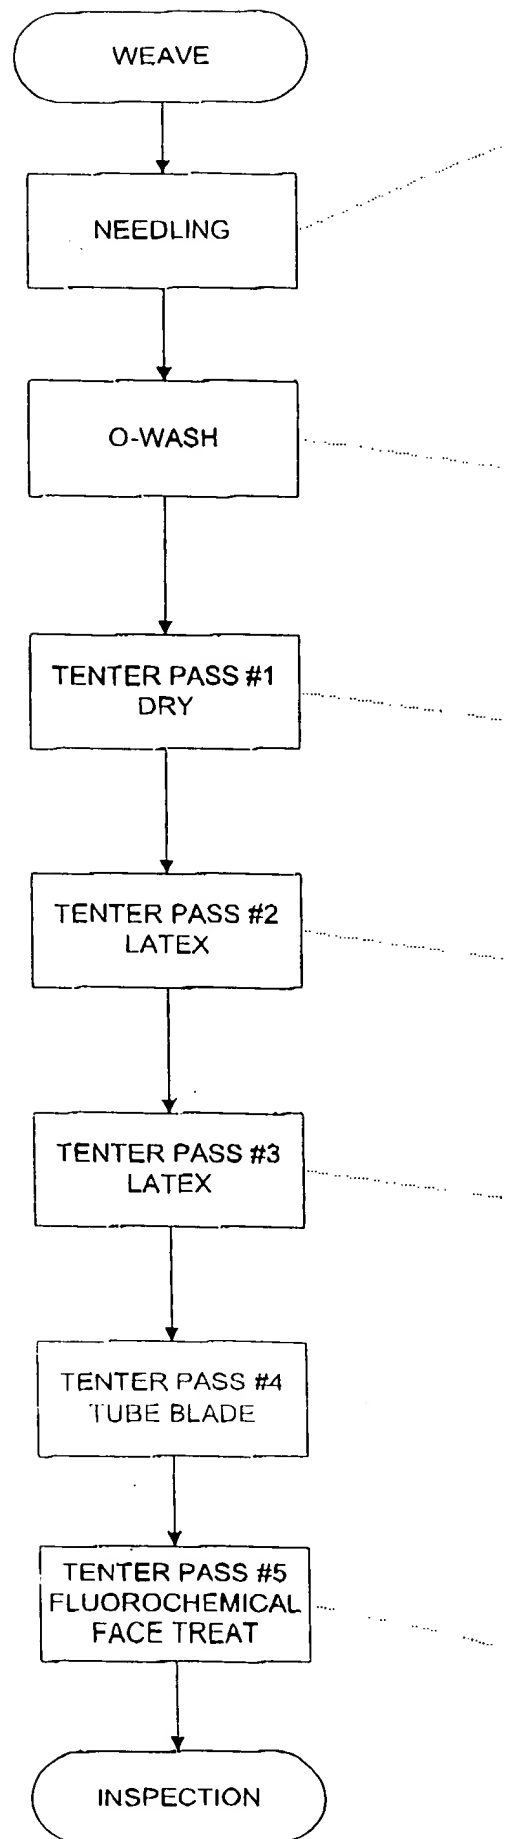 WEAVE
NEEDLING
O-WASH
TENTER PASS #1
DRY
TENTER PASS #2
LATEX
TENTER PASS #3
LATEX
TENTER PASS #4
TUBE BLADE
TENTER PASS #5
FLUOROCHEMICAL
FACE TREAT
INSPECTION